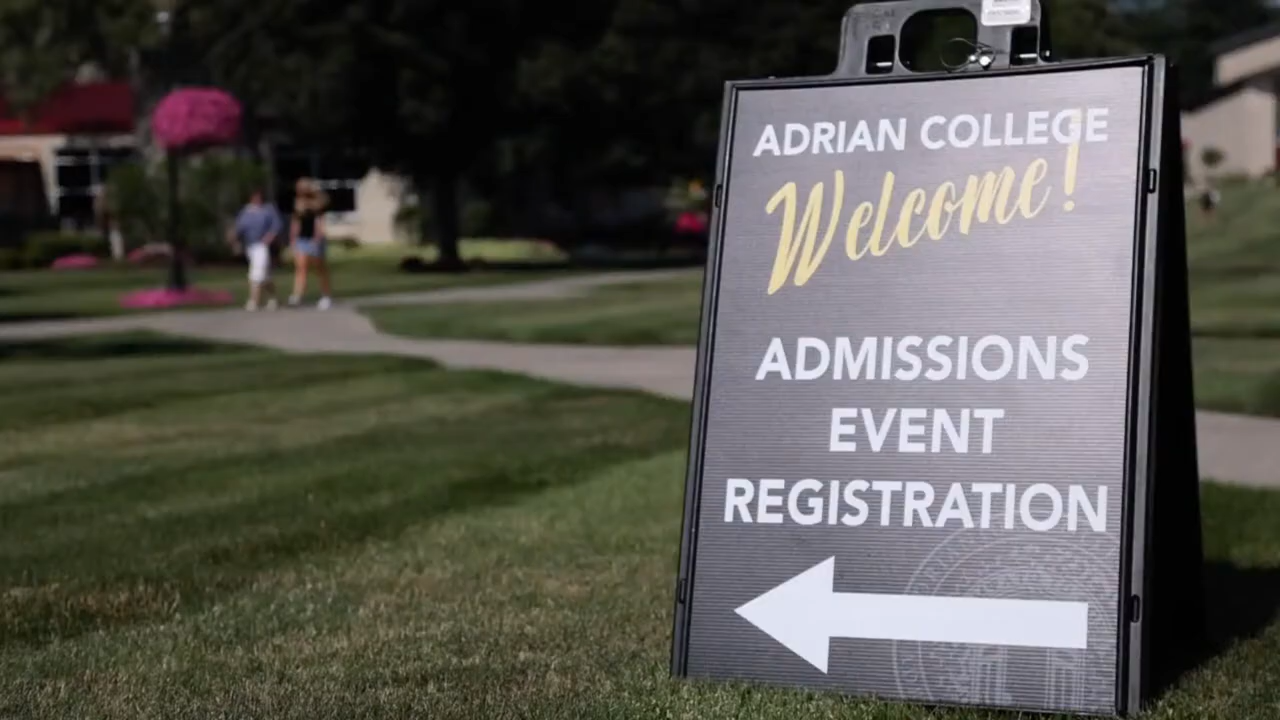 ADRIAN COLLEGE
Welcome!
ADMISSIONS
EVENT
REGISTRATION